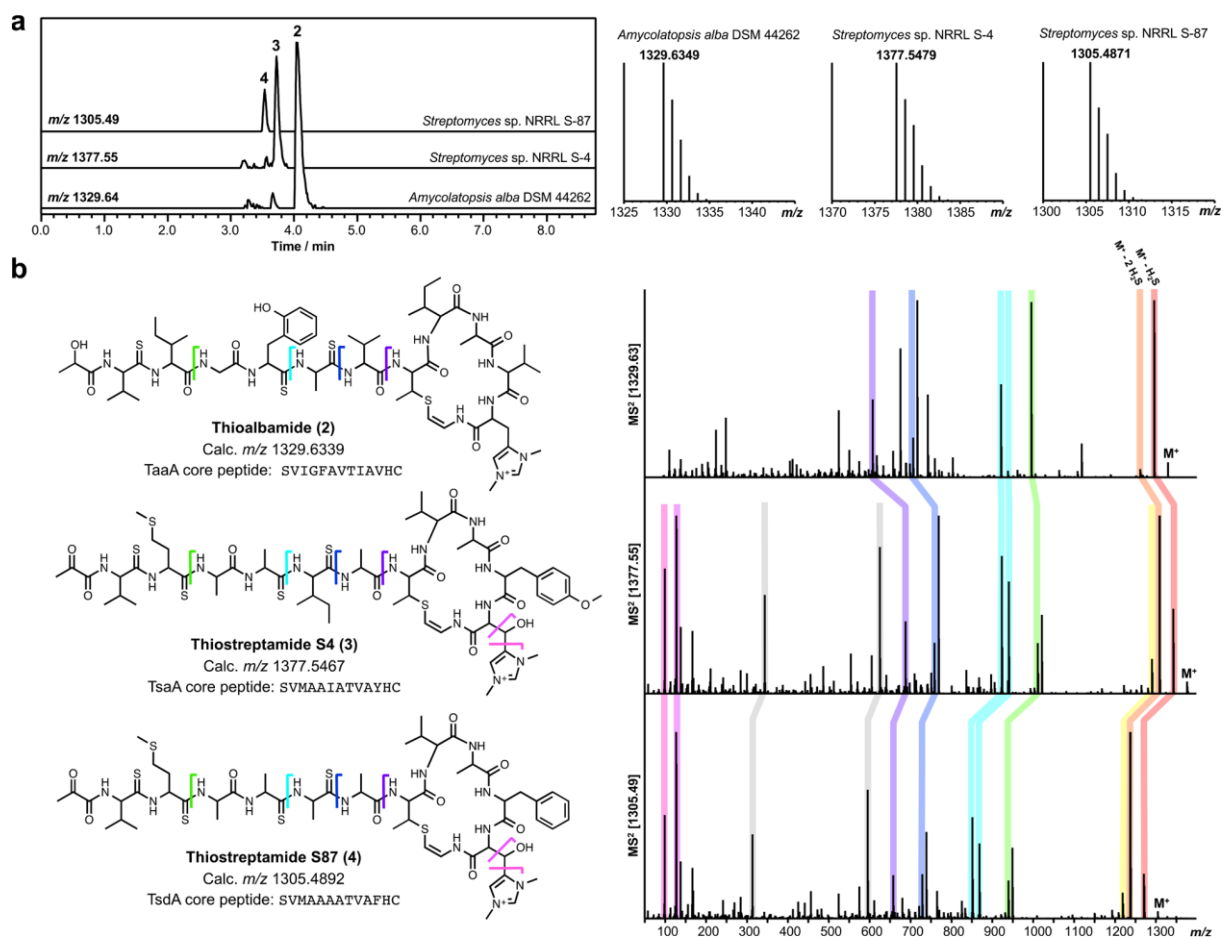 a
2
3
4
m/z 1305.49
Streptomyces sp. NRRL S-87
m/z 1377.55
Streptomyces sp. NRRL S-4
m/z 1329.64
Amycolatopsis alba DSM 44262
0.0 1.0 2.0 3.0 4.0 5.0 6.0 7.0 8.0
Time / min
Amycolatopsis alba DSM 44262
1329.6349
1325 1330 1335 1340 m/z
Streptomyces sp. NRRL S-4
1377.5479
1370 1375 1380 1385 m/z
Streptomyces sp. NRRL S-87
1305.4871
1300 1305 1310 1315 m/z
b
Thioalbamide (2)
Calc. m/z 1329.6339
TaaA core peptide: SVIGFAVTIAVHC
Thiostreptamide S4 (3)
Calc. m/z 1377.5467
TsaA core peptide: SVMAAIATVAYHC
Thiostreptamide S87 (4)
Calc. m/z 1305.4892
TsdA core peptide: SVMAAAATVAFHC
M⁺ - 2 H₂S
M⁺ - H₂S
MS² [1329.63]
M⁺
MS² [1377.55]
M⁺
MS² [1305.49]
M⁺
100 200 300 400 500 600 700 800 900 1000 1100 1200 m/z